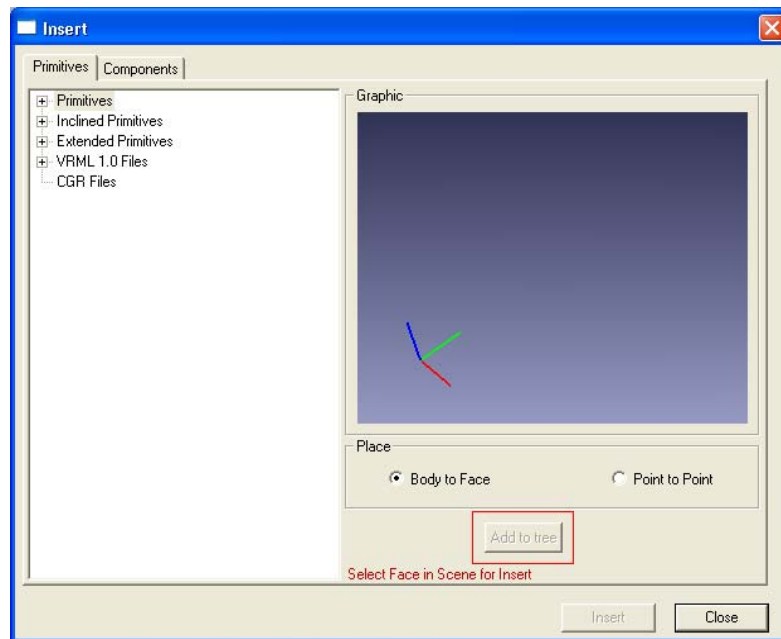 Insert
Primitives Components
Primitives
Inclined Primitives
Extended Primitives
VRML 1.0 Files
CGR Files
Graphic
Place
Body to Face Point to Point
Add to tree
Select Face in Scene for Insert
Insert Close